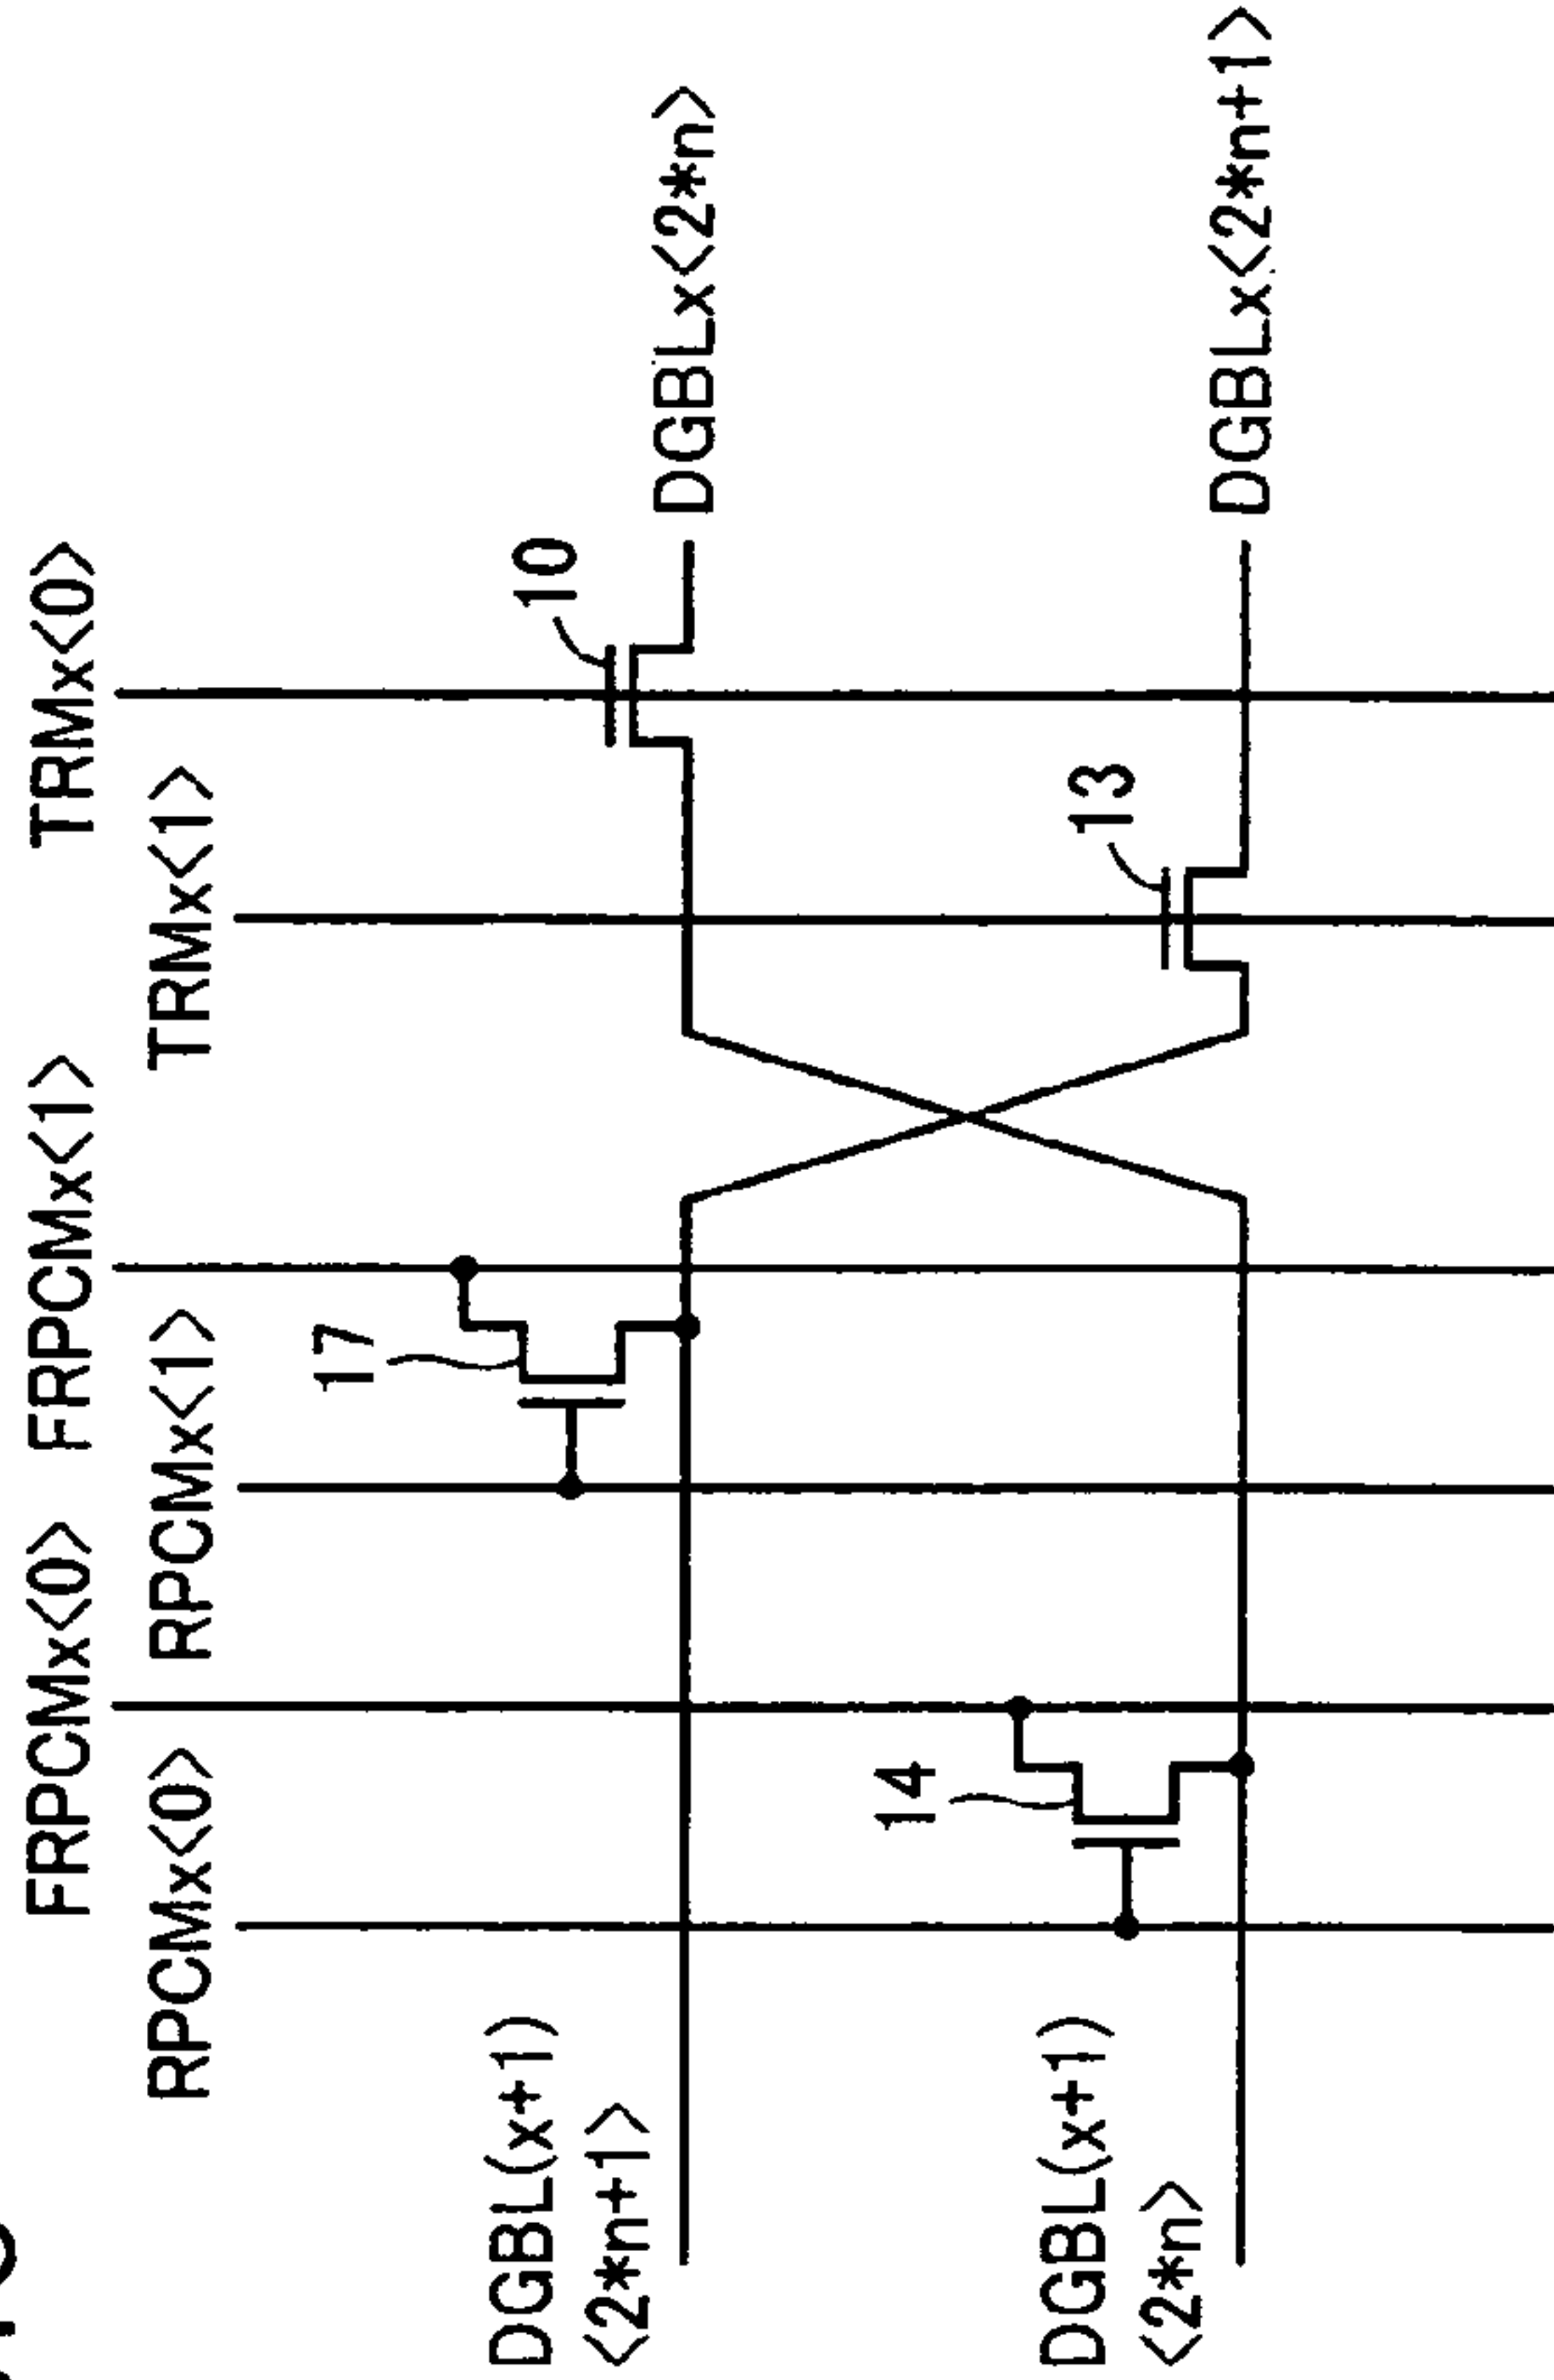 FRPCMx<0>
FRPCMx<1>
TRMx<0>
RPCMx<0>
RPCMx<1>
TRMx<1>
17
DGBL(x+1)
<2*n+1>
10
DGBLx<2*n>
14
DGBL(x+1)
<2*n>
13
DGBLx<2*n+1>